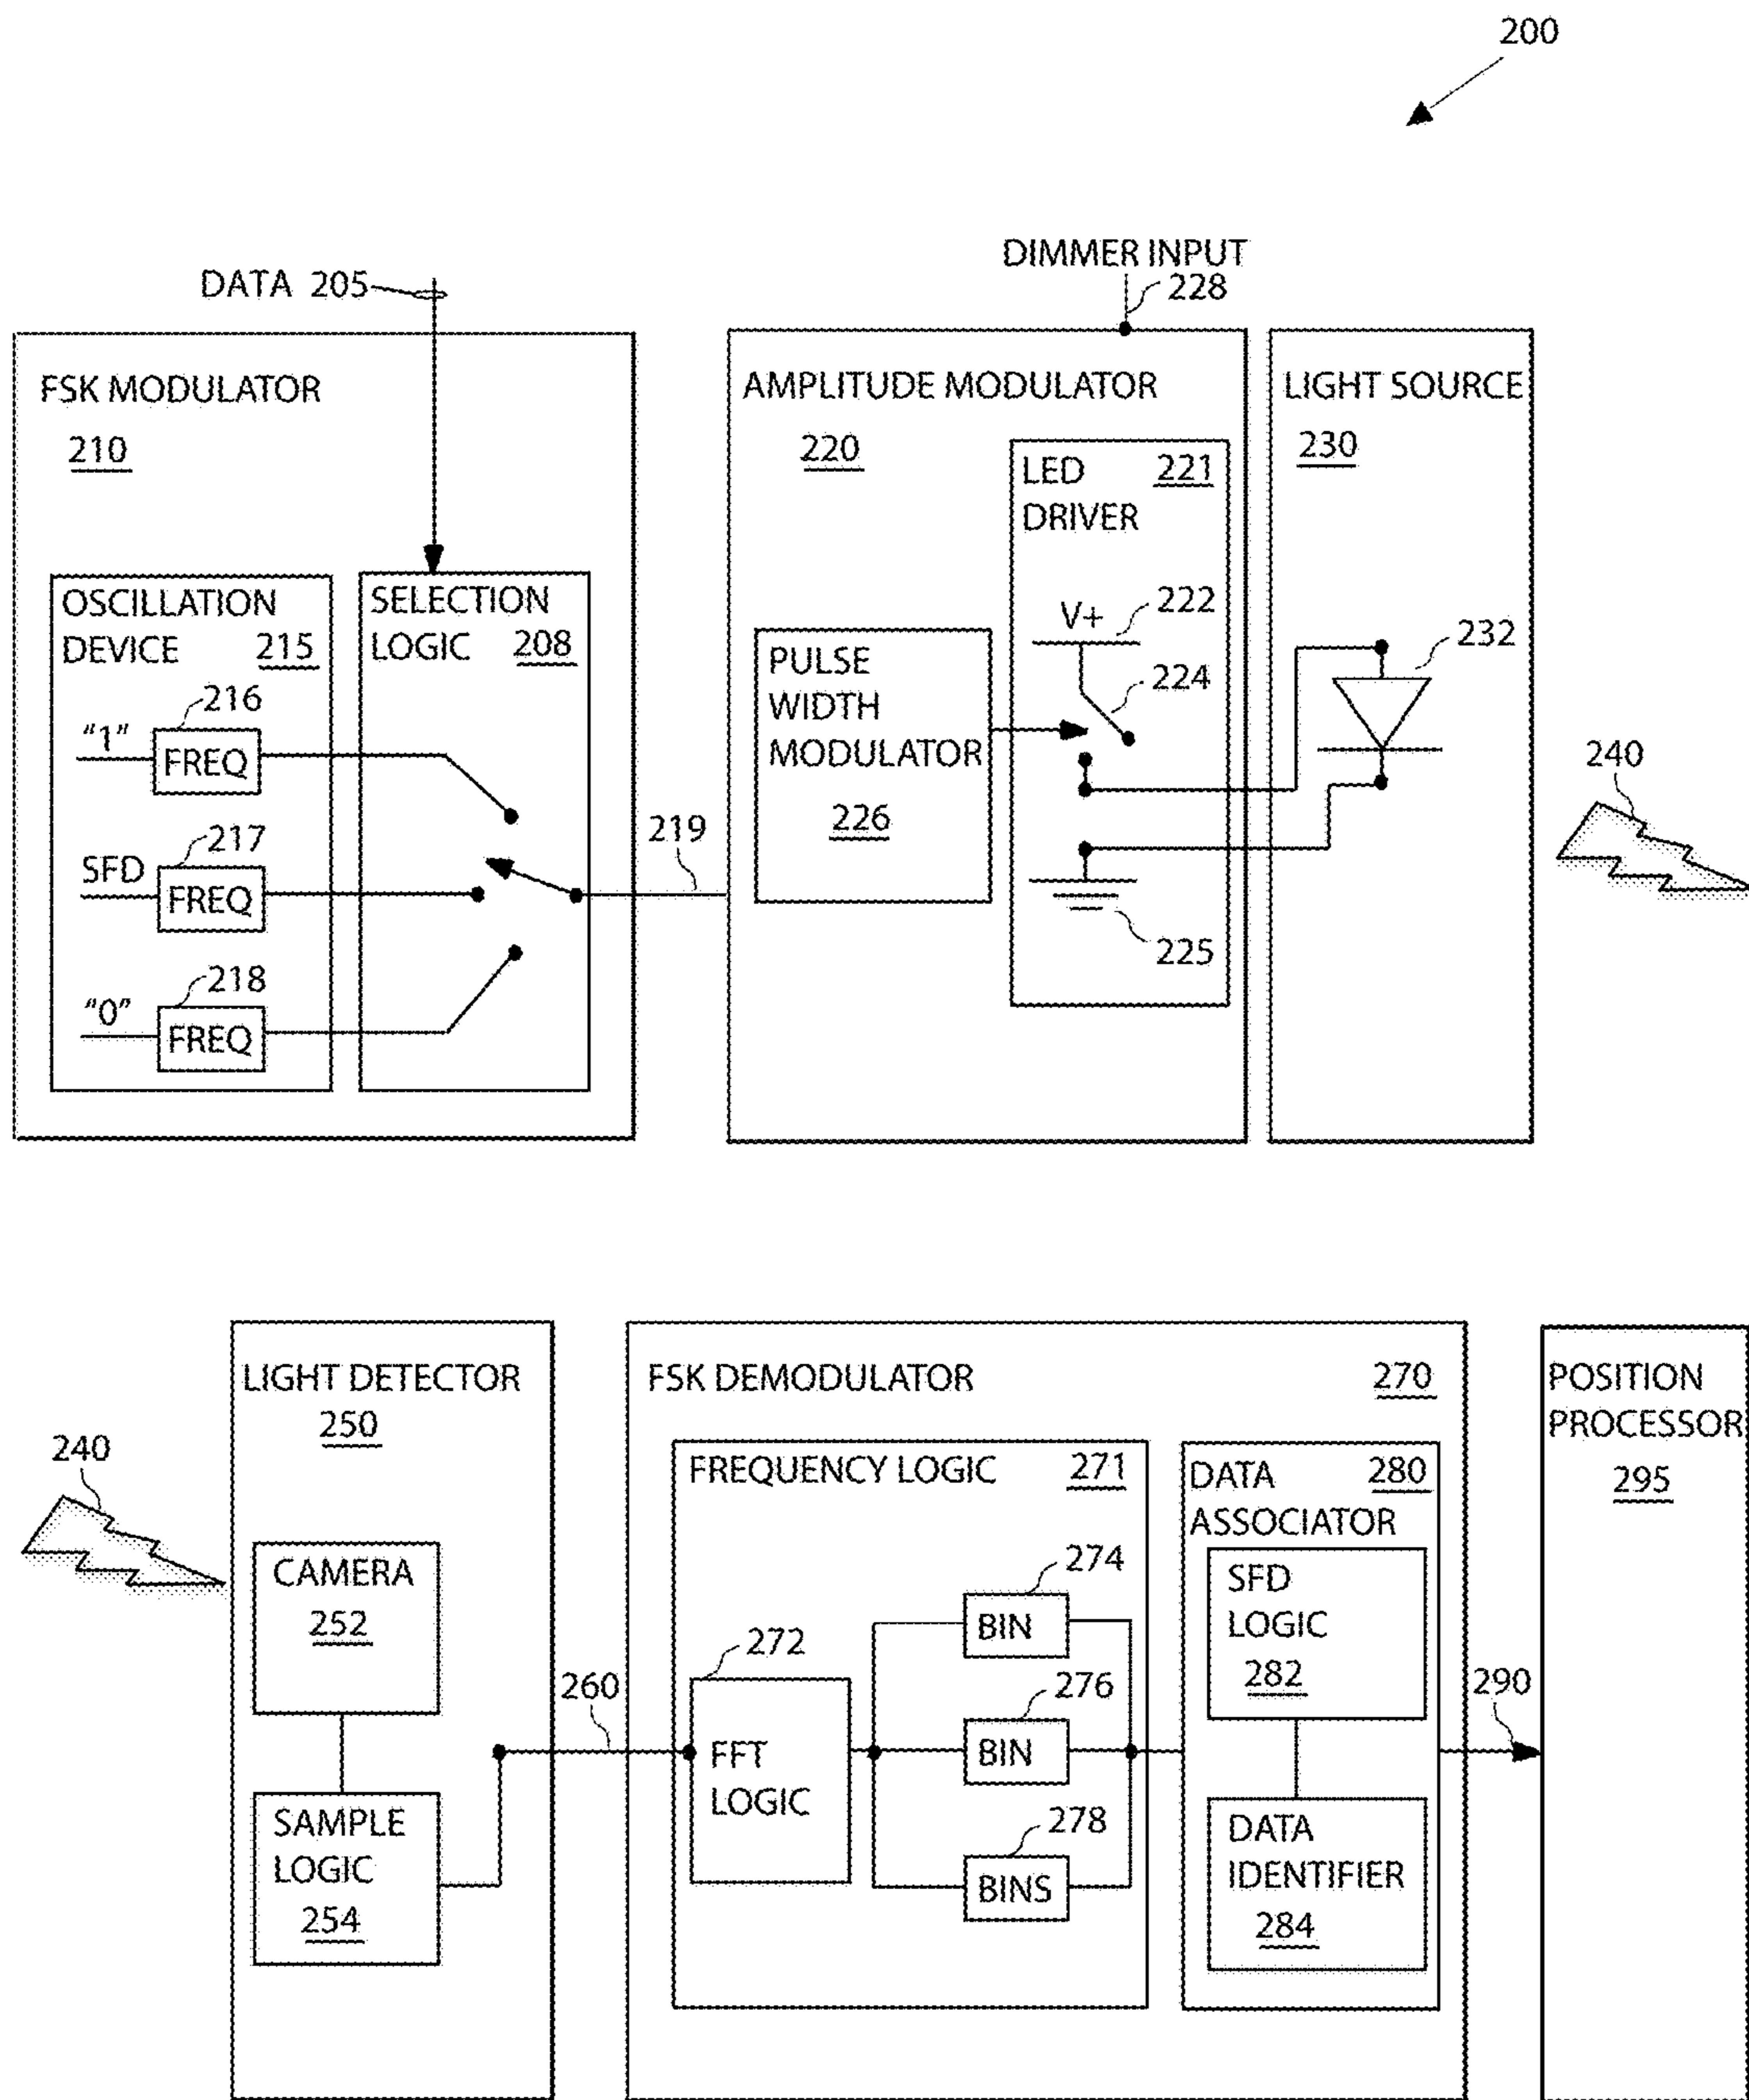 200
DATA 205
DIMMER INPUT
228
FSK MODULATOR
210
OSCILLATION
DEVICE 215
"1"
216
FREQ
SFD
217
FREQ
"0"
218
FREQ
SELECTION
LOGIC 208
219
AMPLITUDE MODULATOR
220
PULSE
WIDTH
MODULATOR
226
LED 221
DRIVER
V+
222
224
225
LIGHT SOURCE
230
232
240
240
LIGHT DETECTOR
250
CAMERA
252
SAMPLE
LOGIC
254
260
FSK DEMODULATOR 270
FREQUENCY LOGIC 271
272
FFT
LOGIC
274
BIN
276
BIN
278
BINS
DATA 280
ASSOCIATOR
SFD
LOGIC
282
DATA
IDENTIFIER
284
290
POSITION
PROCESSOR
295